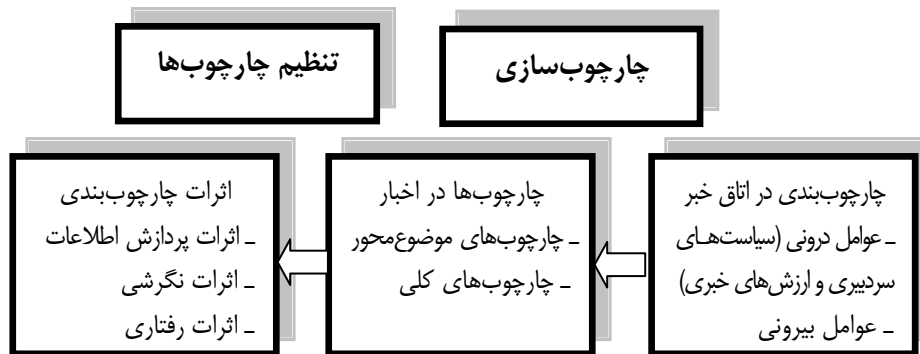 چارچوب‌سازی
تنظیم چارچوب‌ها
چارچوب‌بندی در اتاق خبر
ـ عوامل درونی (سیاست‌هـای
سردبیری و ارزش‌های خبری)
ـ عوامل بیرونی
چارچوب‌ها در اخبار
ـ چارچوب‌های موضوع‌محور
ـ چارچوب‌های کلی
اثرات چارچوب‌بندی
ـ اثرات پردازش اطلاعات
ـ اثرات نگرشی
ـ اثرات رفتاری